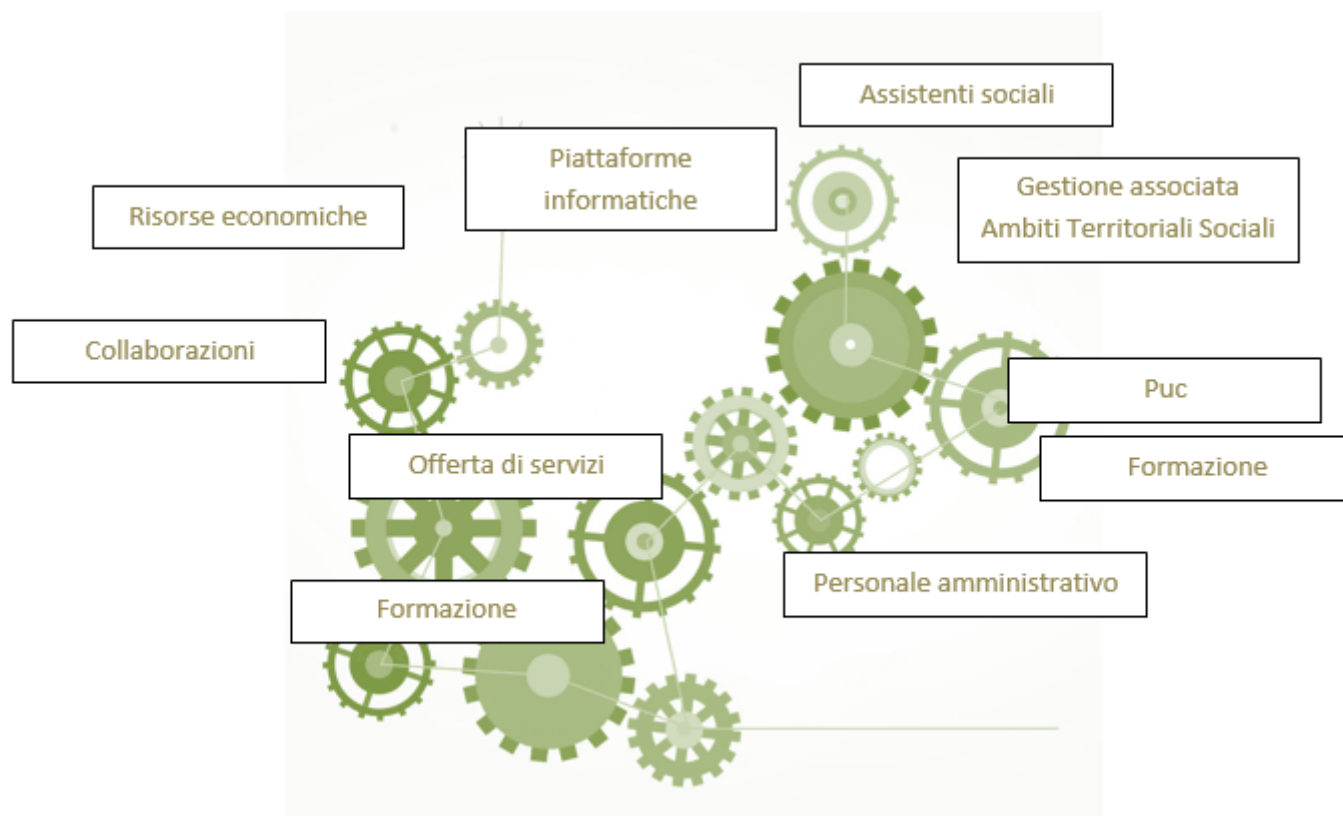 Assistenti sociali
Piattaforme
informatiche
Gestione associata
Ambiti Territoriali Sociali
Risorse economiche
Collaborazioni
Puc
Offerta di servizi
Formazione
Personale amministrativo
Formazione